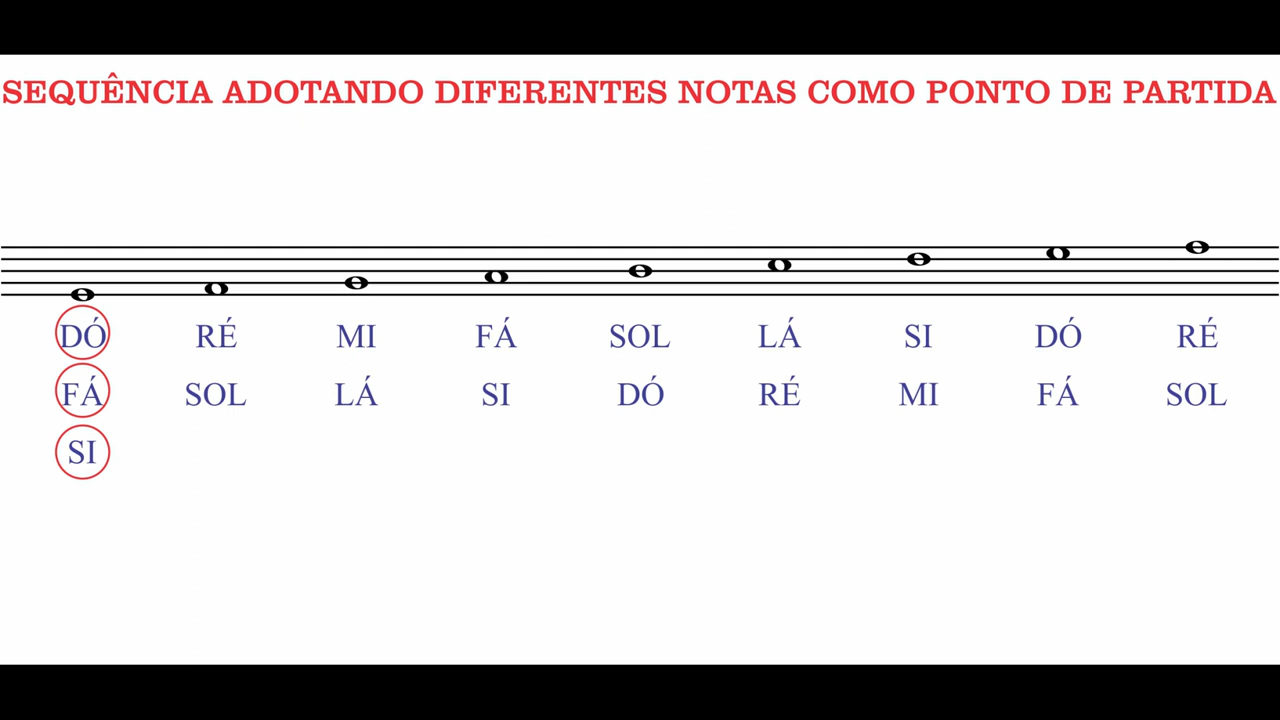 SEQUÊNCIA ADOTANDO DIFERENTES NOTAS COMO PONTO DE PARTIDA
DÓ RÉ MI FÁ SOL LÁ SI DÓ RÉ
FÁ SOL LÁ SI DÓ RÉ MI FÁ SOL
SI